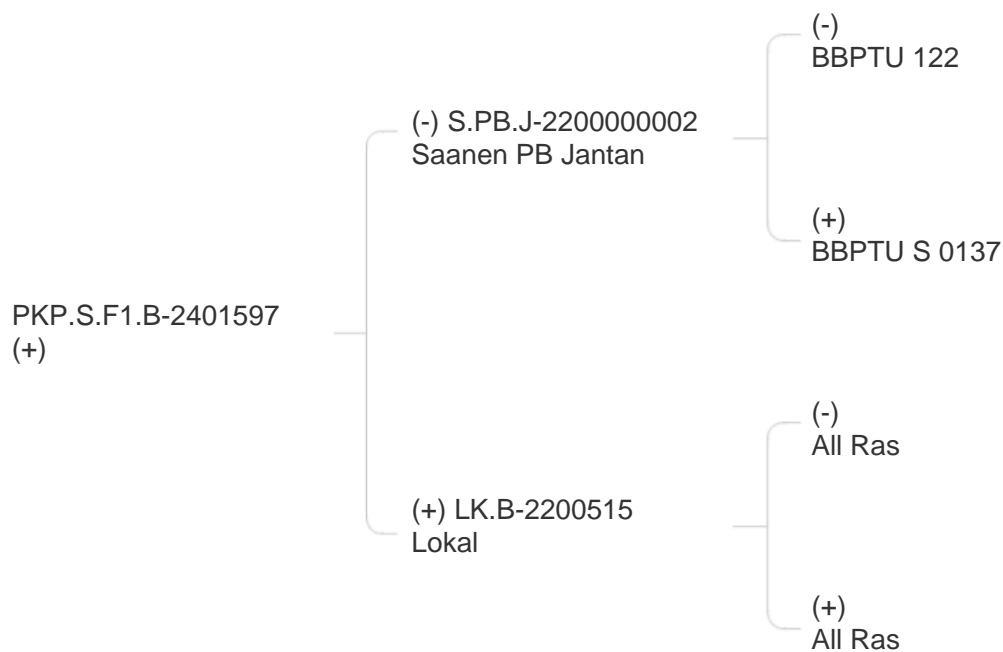 (-)
BBPTU 122
(-) S.PB.J-2200000002
Saanen PB Jantan
(+)
BBPTU S 0137
PKP.S.F1.B-2401597
(+)
(-)
All Ras
(+) LK.B-2200515
Lokal
(+)
All Ras